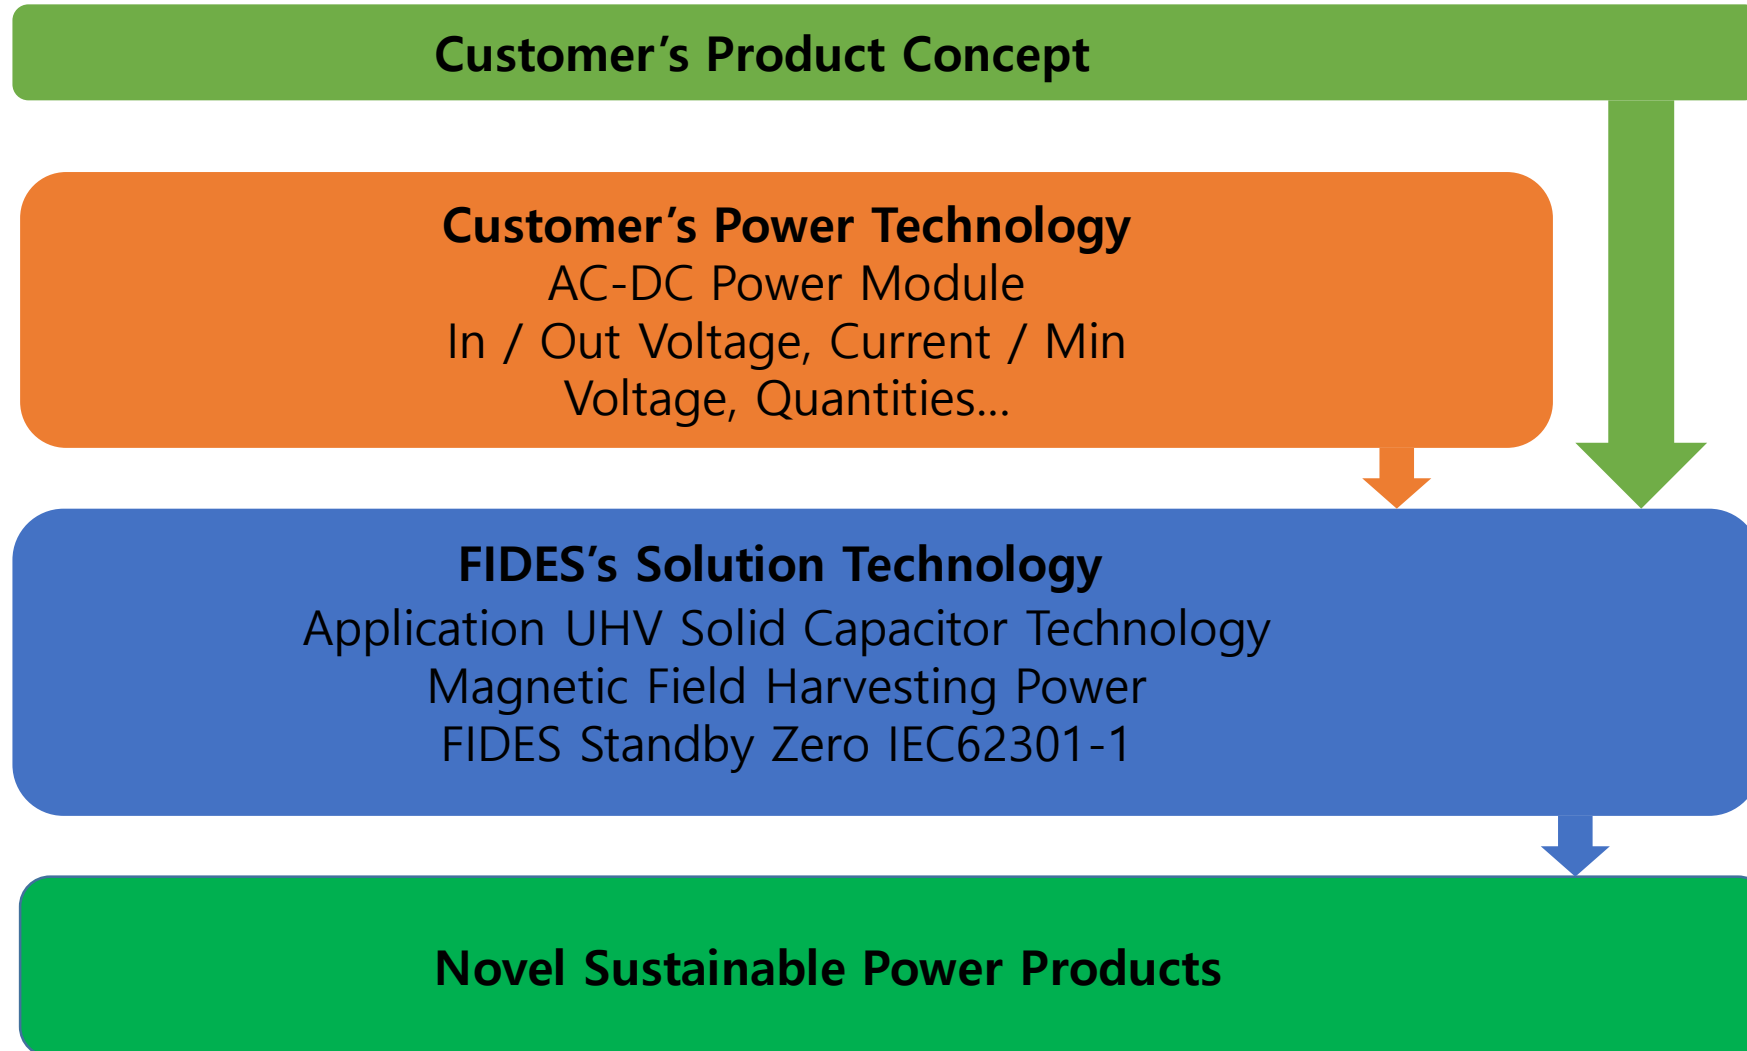 Customer’s Product Concept
Customer’s Power Technology
AC-DC Power Module
In / Out Voltage, Current / Min
Voltage, Quantities...
FIDES’s Solution Technology
Application UHV Solid Capacitor Technology
Magnetic Field Harvesting Power
FIDES Standby Zero IEC62301-1
Novel Sustainable Power Products